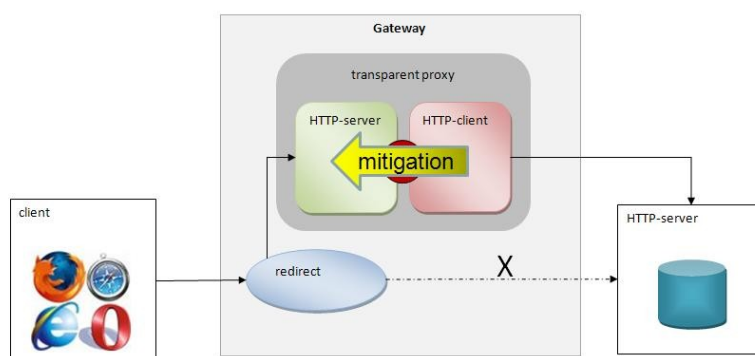 Gateway
transparent proxy
HTTP-server
HTTP-client
mitigation
client
HTTP-server
redirect
X